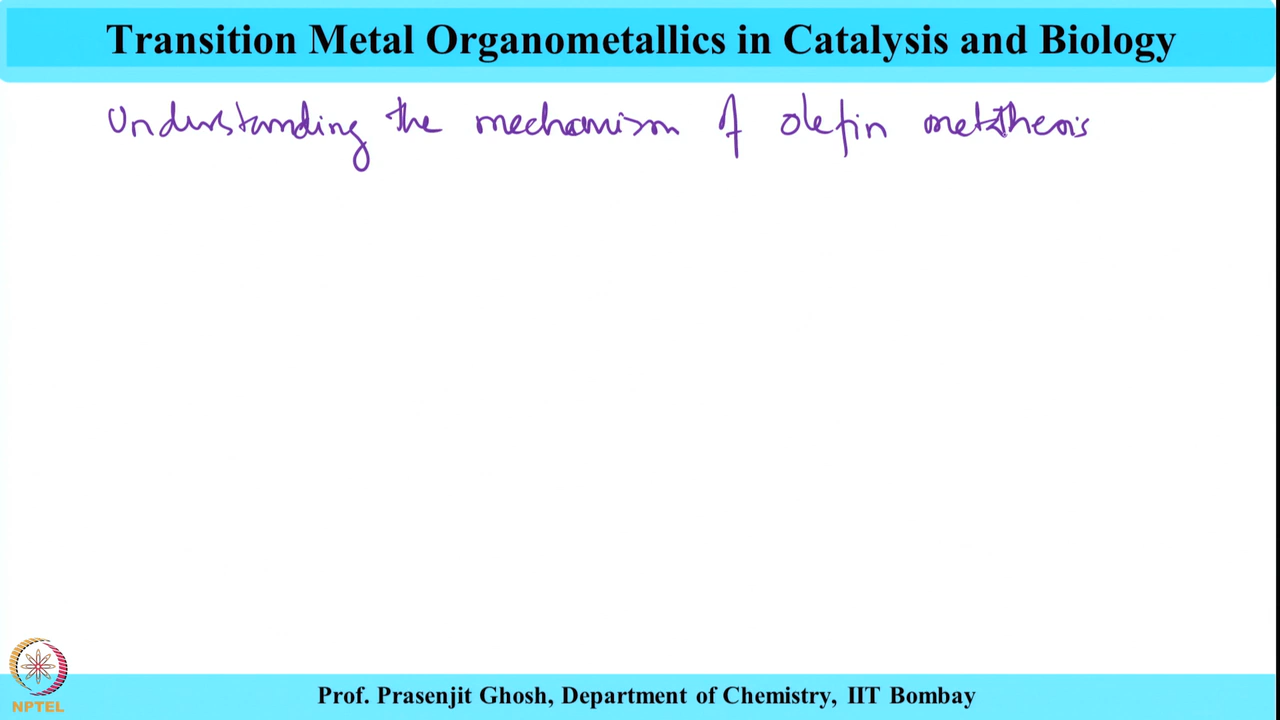 Transition Metal Organometallics in Catalysis and Biology
Understanding the mechanism of olefin metathesis
Prof. Prasenjit Ghosh, Department of Chemistry, IIT Bombay
NPTEL